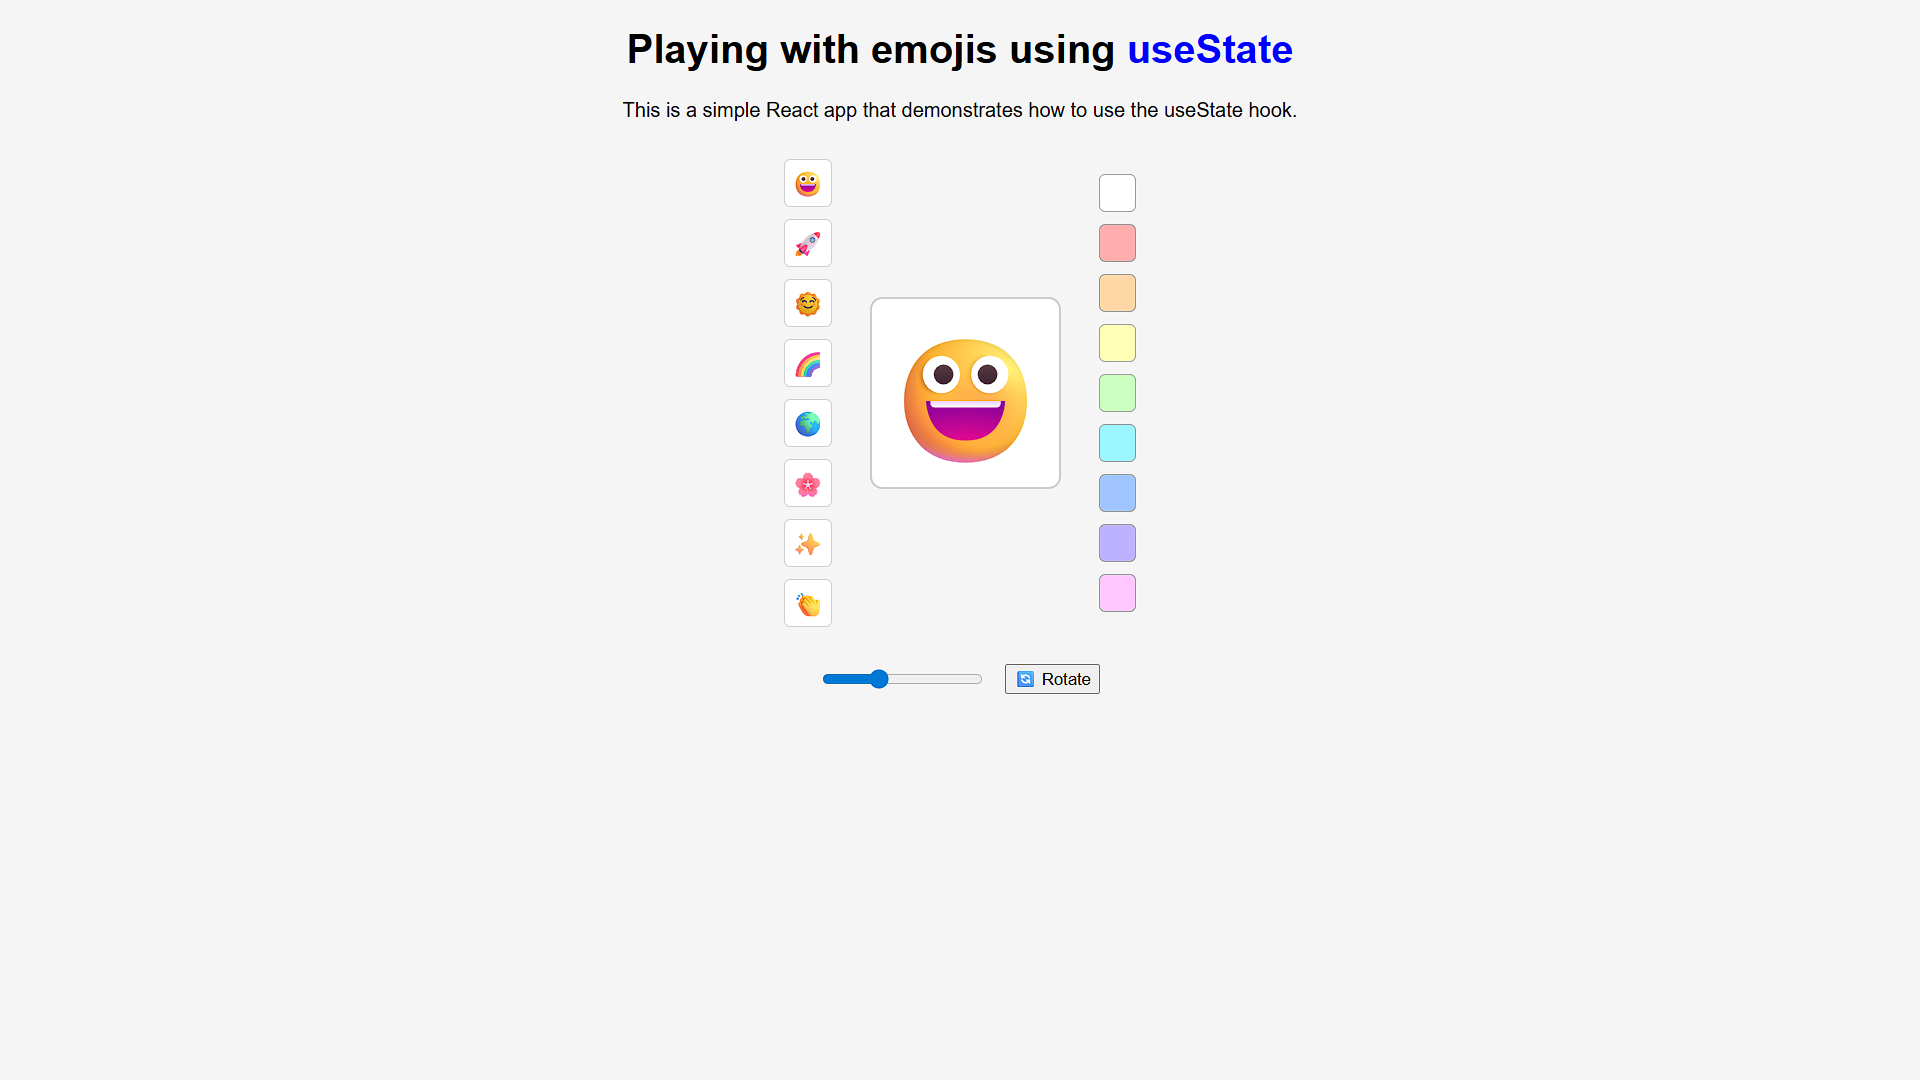 Playing with emojis using useState
This is a simple React app that demonstrates how to use the useState hook.
Rotate